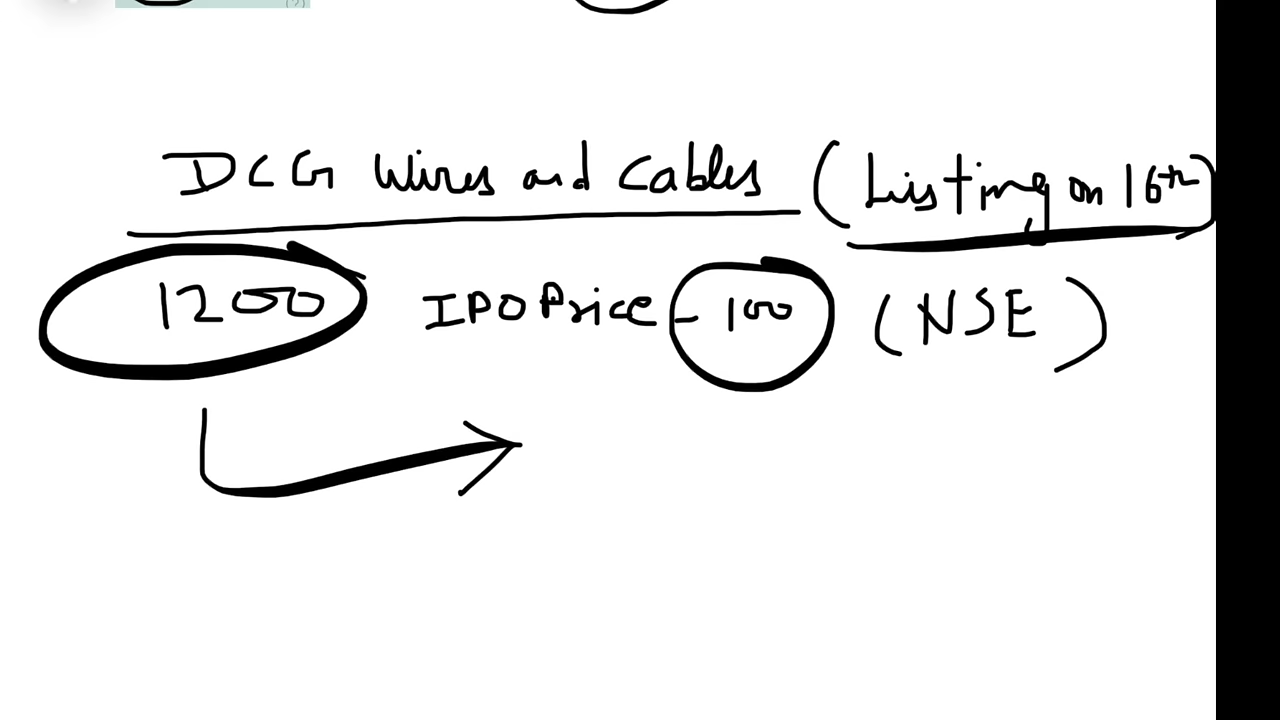 DCG Wires and Cables (Listing on 16th)
1200 IPO Price - 100 (NSE)